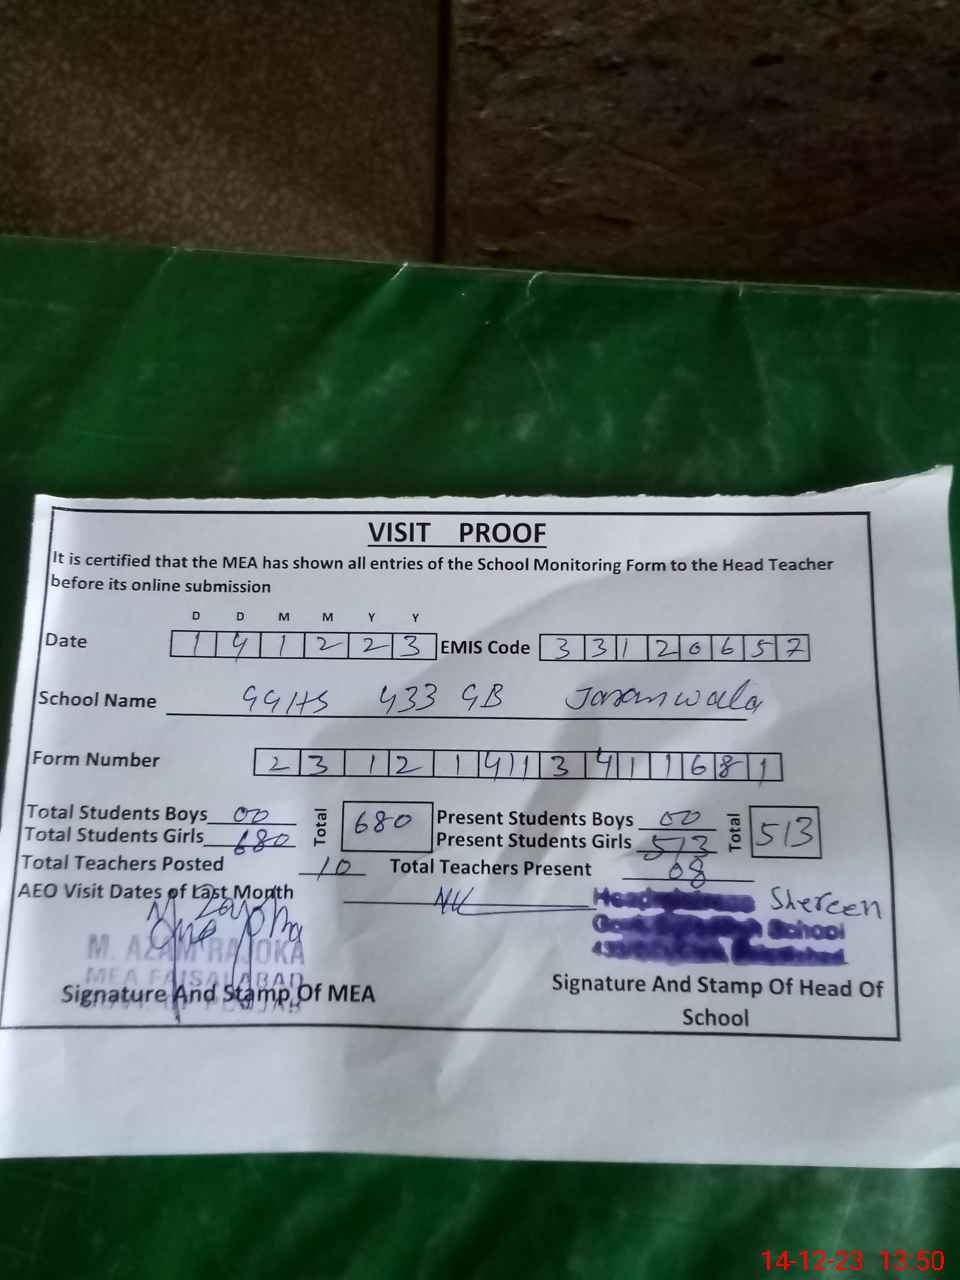 VISIT PROOF
It is certified that the MEA has shown all entries of the School Monitoring Form to the Head Teacher
before its online submission
D D M M Y Y
Date 1 4 1 2 2 3 EMIS Code 3 3 1 2 0 6 5 7
School Name GGHS 433 GB Jaranwala
Form Number 2 3 1 2 1 4 1 3 4 1 1 6 8 1
Total Students Boys 00 Total 680 Present Students Boys 00 Total 513
Total Students Girls 680 Present Students Girls 513
Total Teachers Posted 10 Total Teachers Present 08
AEO Visit Dates of Last Month Nil
Shereen
School
M. AZAM RAJOKA
MEA FAISALABAD
GOVT. OF PUNJAB
Signature And Stamp Of MEA
Signature And Stamp Of Head Of
School
14-12-23 13.50